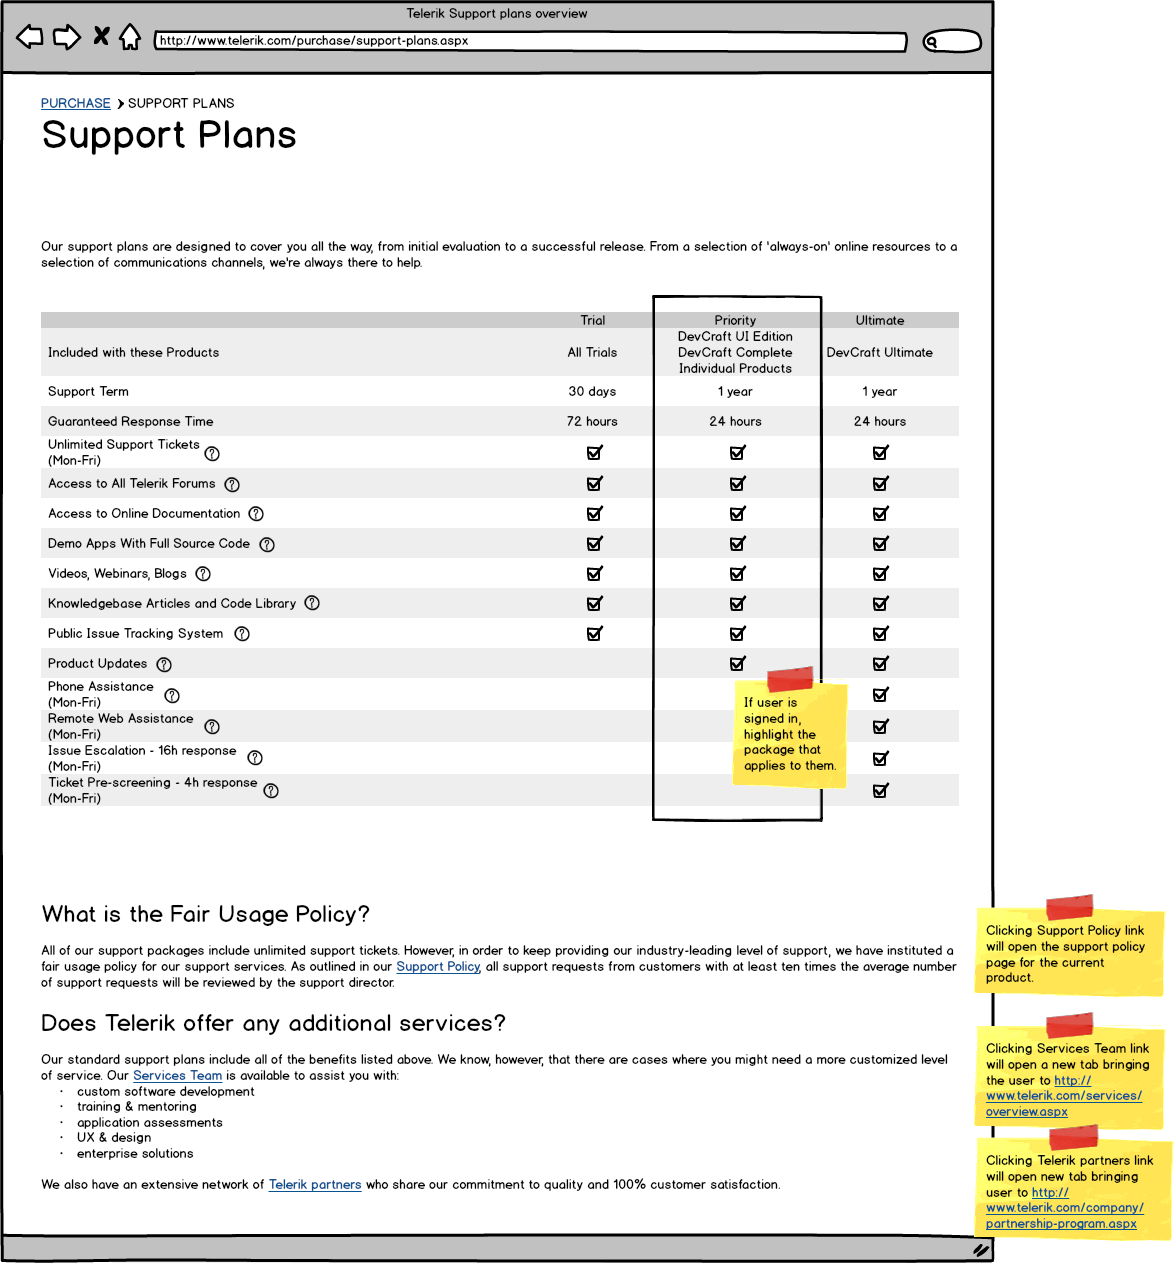 Telerik Support plans overview
http://www.telerik.com/purchase/support-plans.aspx
PURCHASE ❯ SUPPORT PLANS
Support Plans
Our support plans are designed to cover you all the way, from initial evaluation to a successful release. From a selection of 'always-on' online resources to a
selection of communications channels, we're always there to help.
Trial Priority Ultimate
Included with these Products All Trials DevCraft UI Edition
DevCraft Complete
Individual Products DevCraft Ultimate
Support Term 30 days 1 year 1 year
Guaranteed Response Time 72 hours 24 hours 24 hours
Unlimited Support Tickets
(Mon-Fri) ?
Access to All Telerik Forums ?
Access to Online Documentation ?
Demo Apps With Full Source Code ?
Videos, Webinars, Blogs ?
Knowledgebase Articles and Code Library ?
Public Issue Tracking System ?
Product Updates ?
Phone Assistance
(Mon-Fri) ?
Remote Web Assistance
(Mon-Fri) ?
Issue Escalation - 16h response
(Mon-Fri) ?
Ticket Pre-screening - 4h response
(Mon-Fri) ?
If user is
signed in,
highlight the
package that
applies to them.
What is the Fair Usage Policy?
All of our support packages include unlimited support tickets. However, in order to keep providing our industry-leading level of support, we have instituted a
fair usage policy for our support services. As outlined in our Support Policy, all support requests from customers with at least ten times the average number
of support requests will be reviewed by the support director.
Does Telerik offer any additional services?
Our standard support plans include all of the benefits listed above. We know, however, that there are cases where you might need a more customized level
of service. Our Services Team is available to assist you with:
· custom software development
· training & mentoring
· application assessments
· UX & design
· enterprise solutions
We also have an extensive network of Telerik partners who share our commitment to quality and 100% customer satisfaction.
Clicking Support Policy link
will open the support policy
page for the current
product.
Clicking Services Team link
will open a new tab bringing
the user to http://
www.telerik.com/services/
overview.aspx
Clicking Telerik partners link
will open new tab bringing
user to http://
www.telerik.com/company/
partnership-program.aspx